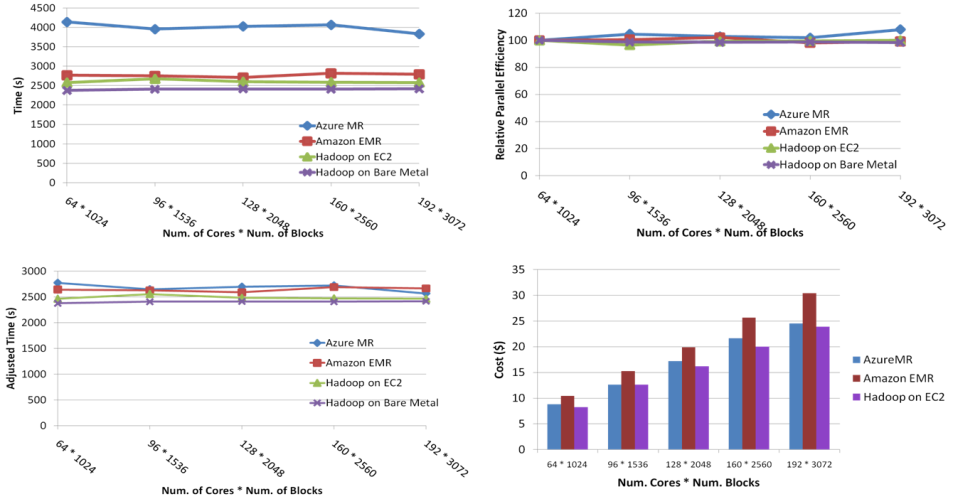 4500
4000
3500
3000
2500
2000
1500
1000
500
0
Time (s)
Azure MR
Amazon EMR
Hadoop on EC2
Hadoop on Bare Metal
64 * 1024
96 * 1536
128 * 2048
160 * 2560
192 * 3072
Num. of Cores * Num. of Blocks
120
100
80
60
40
20
0
Relative Parallel Efficiency
Azure MR
Amazon EMR
Hadoop on EC2
Hadoop on Bare Metal
64 * 1024
96 * 1536
128 * 2048
160 * 2560
192 * 3072
Num. of Cores * Num. of Blocks
3000
2500
2000
1500
1000
500
0
Adjusted Time (s)
Azure MR
Amazon EMR
Hadoop on EC2
Hadoop on Bare Metal
64 * 1024
96 * 1536
128 * 2048
160 * 2560
192 * 3072
Num. of Cores * Num. of Blocks
35
30
25
20
15
10
5
0
Cost ($)
AzureMR
Amazon EMR
Hadoop on EC2
64 * 1024
96 * 1536
128 * 2048
160 * 2560
192 * 3072
Num. Cores * Num. Blocks